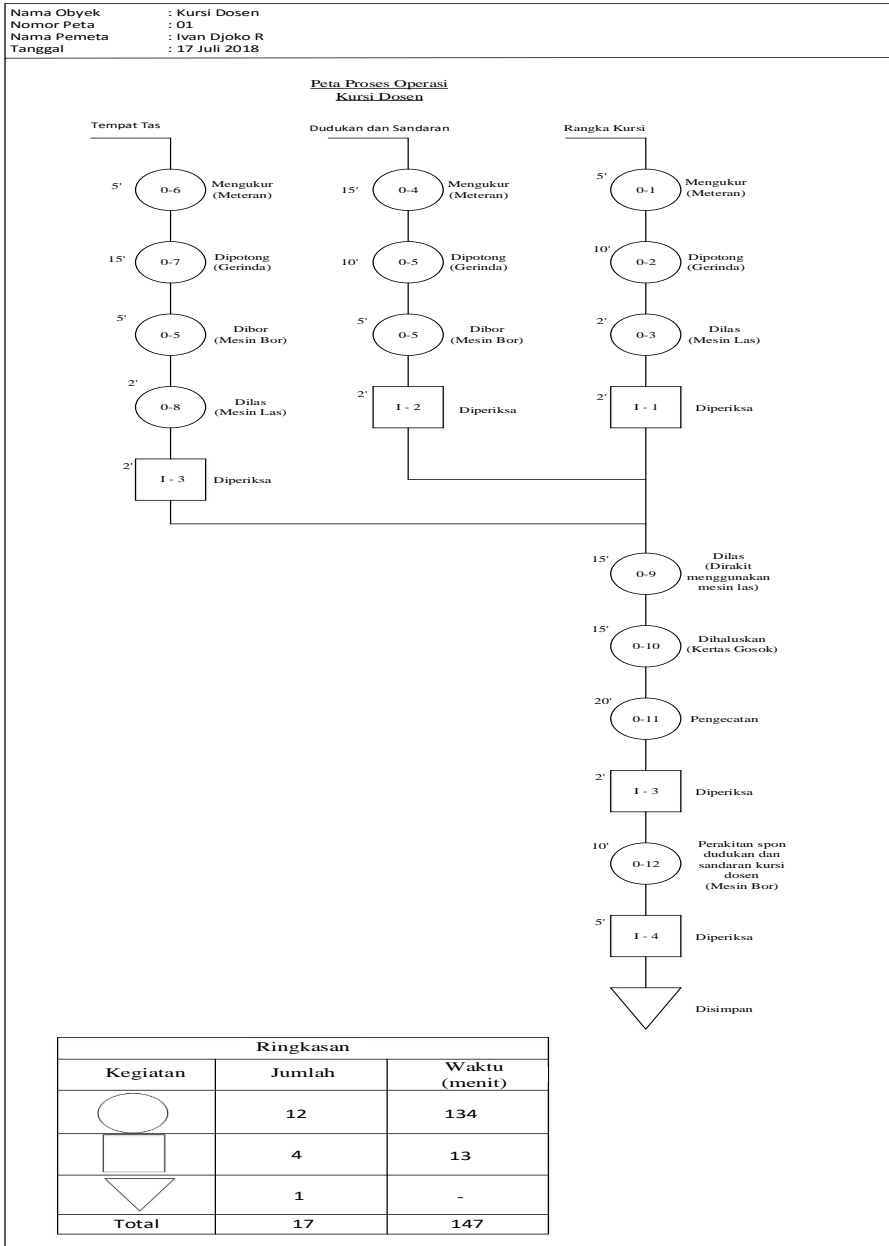 Nama Obyek : Kursi Dosen
Nomor Peta : 01
Nama Pemeta : Ivan Djoko R
Tanggal : 17 Juli 2018
Peta Proses Operasi
Kursi Dosen
Tempat Tas
Dudukan dan Sandaran
Rangka Kursi
5' 0-6 Mengukur
(Meteran)
15' 0-4 Mengukur
(Meteran)
5' 0-1 Mengukur
(Meteran)
15' 0-7 Dipotong
(Gerinda)
10' 0-5 Dipotong
(Gerinda)
10' 0-2 Dipotong
(Gerinda)
5' 0-5 Dibor
(Mesin Bor)
5' 0-5 Dibor
(Mesin Bor)
2' 0-3 Dilas
(Mesin Las)
2' 0-8 Dilas
(Mesin Las)
2' I - 2 Diperiksa
2' I - 1 Diperiksa
2' I - 3 Diperiksa
15' 0-9 Dilas
(Dirakit
menggunakan
mesin las)
15' 0-10 Dihaluskan
(Kertas Gosok)
20' 0-11 Pengecatan
2' I - 3 Diperiksa
10' 0-12 Perakitan spon
dudukan dan
sandaran kursi
dosen
(Mesin Bor)
5' I - 4 Diperiksa
Disimpan
Ringkasan
Kegiatan Jumlah Waktu
(menit)
12 134
4 13
1 -
Total 17 147